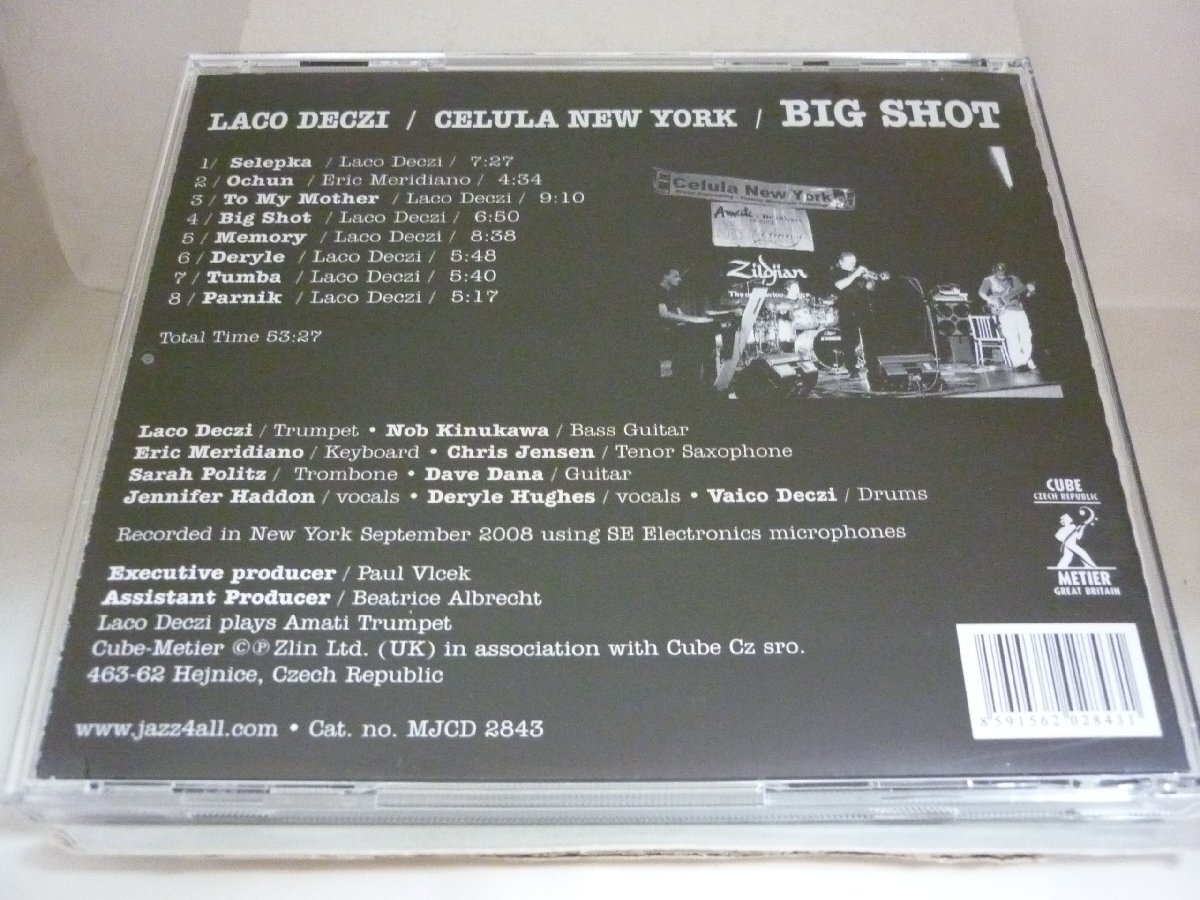 LACO DECZI / CELULA NEW YORK / BIG SHOT
1/ Selepka / Laco Deczi / 7:27
2 / Ochun / Eric Meridiano / 4:34
3 / To My Mother / Laco Deczi / 9:10
4 / Big Shot / Laco Deczi / 6:50
5 / Memory / Laco Deczi / 8:38
6 / Deryle / Laco Deczi / 5:48
7 / Tumba / Laco Deczi / 5:40
8 / Parnik / Laco Deczi / 5:17
Total Time 53:27
Celula New York
Amati
Zildjian
Laco Deczi / Trumpet • Nob Kinukawa / Bass Guitar
Eric Meridiano / Keyboard • Chris Jensen / Tenor Saxophone
Sarah Politz / Trombone • Dave Dana / Guitar
Jennifer Haddon / vocals • Deryle Hughes / vocals • Vaico Deczi / Drums
Recorded in New York September 2008 using SE Electronics microphones
Executive producer / Paul Vlcek
Assistant Producer / Beatrice Albrecht
Laco Deczi plays Amati Trumpet
Cube-Metier ©℗ Zlin Ltd. (UK) in association with Cube Cz sro.
463-62 Hejnice, Czech Republic
www.jazz4all.com • Cat. no. MJCD 2843
CUBE
CZECH REPUBLIC
METIER
GREAT BRITAIN
8 591562 028431